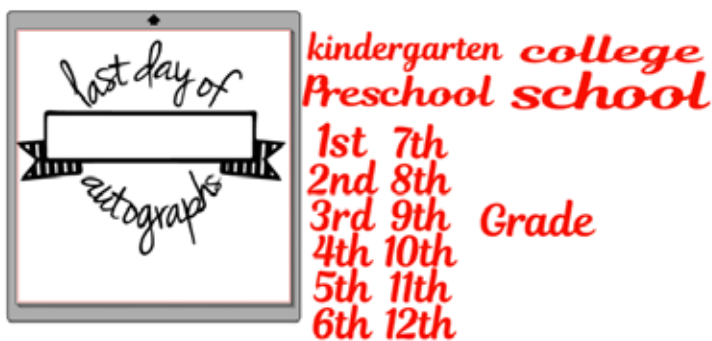 last day of
autographs
kindergarten college
Preschool school
1st 7th
2nd 8th
3rd 9th Grade
4th 10th
5th 11th
6th 12th